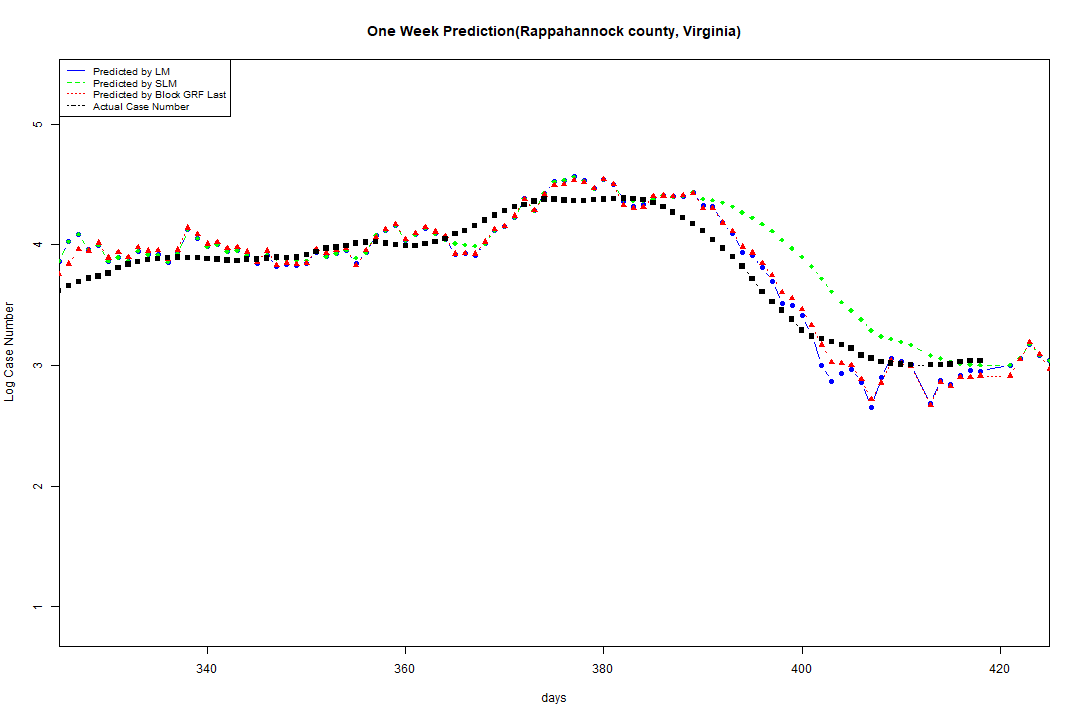 One Week Prediction(Rappahannock county, Virginia)
Predicted by LM
Predicted by SLM
Predicted by Block GRF Last
Actual Case Number
5
4
3
2
1
Log Case Number
340
360
380
400
420
days